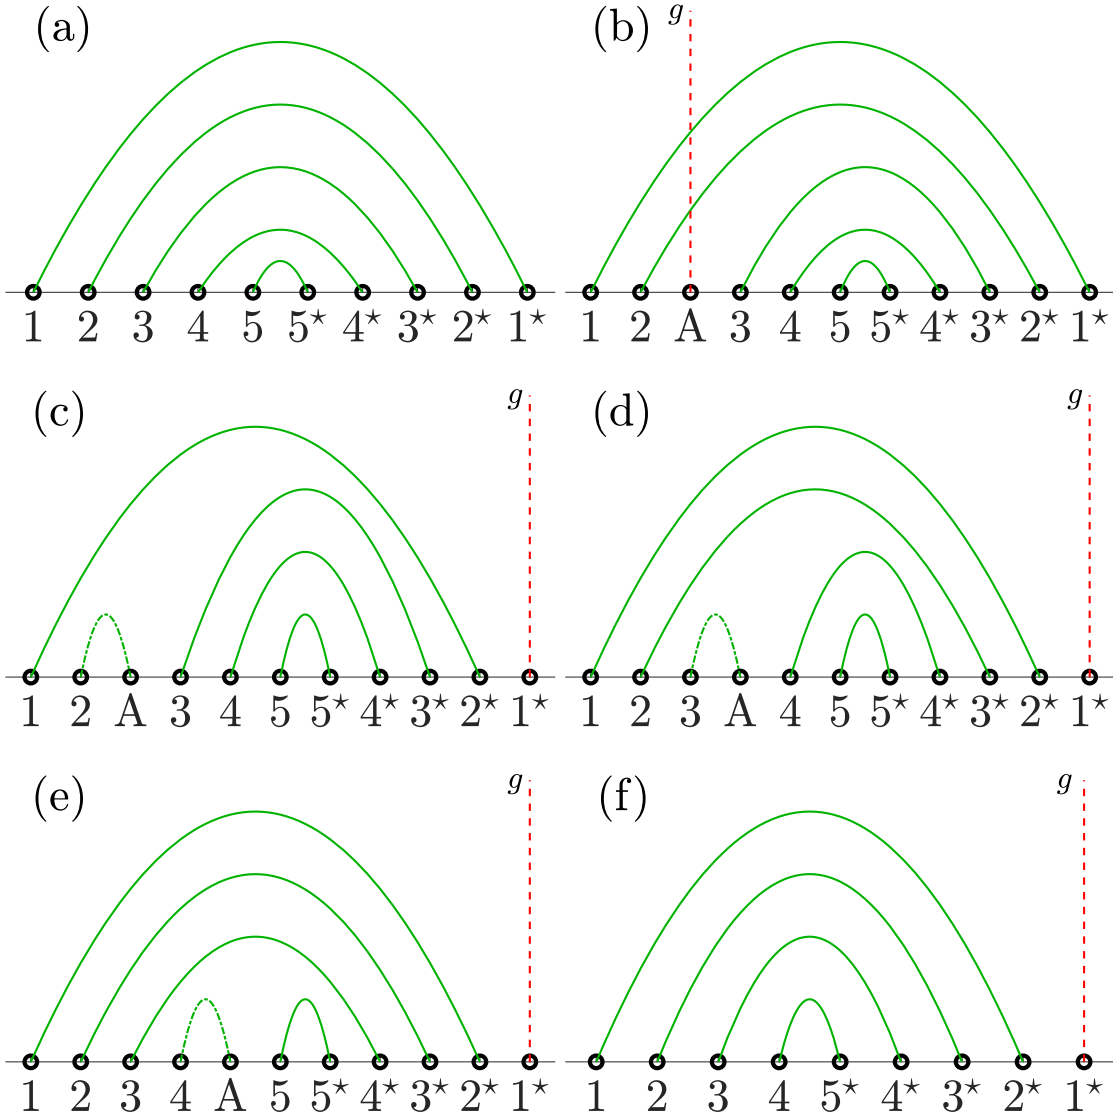 (a)
1 2 3 4 5 5⋆ 4⋆ 3⋆ 2⋆ 1⋆
(b) g
1 2 A 3 4 5 5⋆ 4⋆ 3⋆ 2⋆ 1⋆
(c) g
1 2 A 3 4 5 5⋆ 4⋆ 3⋆ 2⋆ 1⋆
(d) g
1 2 3 A 4 5 5⋆ 4⋆ 3⋆ 2⋆ 1⋆
(e) g
1 2 3 4 A 5 5⋆ 4⋆ 3⋆ 2⋆ 1⋆
(f) g
1 2 3 4 5⋆ 4⋆ 3⋆ 2⋆ 1⋆